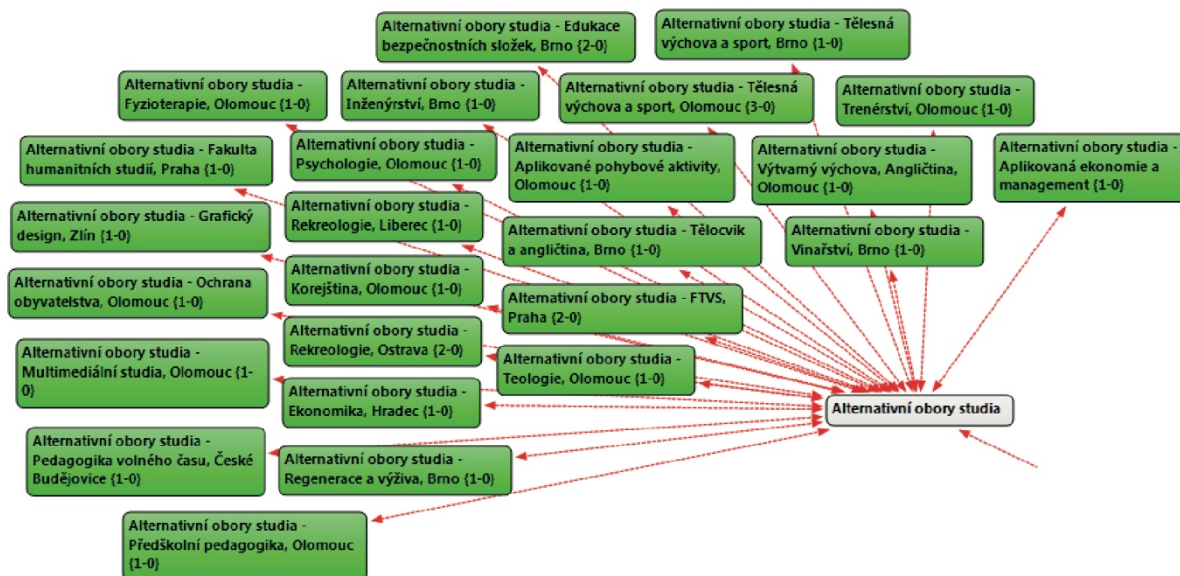 Alternativní obory studia - Edukace
bezpečnostních složek, Brno {2-0}
Alternativní obory studia - Tělesná
výchova a sport, Brno {1-0}
Alternativní obory studia -
Fyzioterapie, Olomouc {1-0}
Alternativní obory studia -
Inženýrství, Brno {1-0}
Alternativní obory studia - Tělesná
výchova a sport, Olomouc {3-0}
Alternativní obory studia -
Trenérství, Olomouc {1-0}
Alternativní obory studia - Fakulta
humanitních studií, Praha {1-0}
Alternativní obory studia -
Psychologie, Olomouc {1-0}
Alternativní obory studia -
Aplikované pohybové aktivity,
Olomouc {1-0}
Alternativní obory studia -
Výtvarný výchova, Angličtina,
Olomouc {1-0}
Alternativní obory studia -
Aplikovaná ekonomie a
management {1-0}
Alternativní obory studia - Grafický
design, Zlín {1-0}
Alternativní obory studia -
Rekreologie, Liberec {1-0}
Alternativní obory studia - Tělocvik
a angličtina, Brno {1-0}
Alternativní obory studia -
Vinařství, Brno {1-0}
Alternativní obory studia - Ochrana
obyvatelstva, Olomouc {1-0}
Alternativní obory studia -
Korejština, Olomouc {1-0}
Alternativní obory studia - FTVS,
Praha {2-0}
Alternativní obory studia -
Rekreologie, Ostrava {2-0}
Alternativní obory studia -
Multimediální studia, Olomouc {1-
0}
Alternativní obory studia -
Teologie, Olomouc {1-0}
Alternativní obory studia -
Ekonomika, Hradec {1-0}
Alternativní obory studia
Alternativní obory studia -
Pedagogika volného času, České
Budějovice {1-0}
Alternativní obory studia -
Regenerace a výživa, Brno {1-0}
Alternativní obory studia -
Předškolní pedagogika, Olomouc
{1-0}